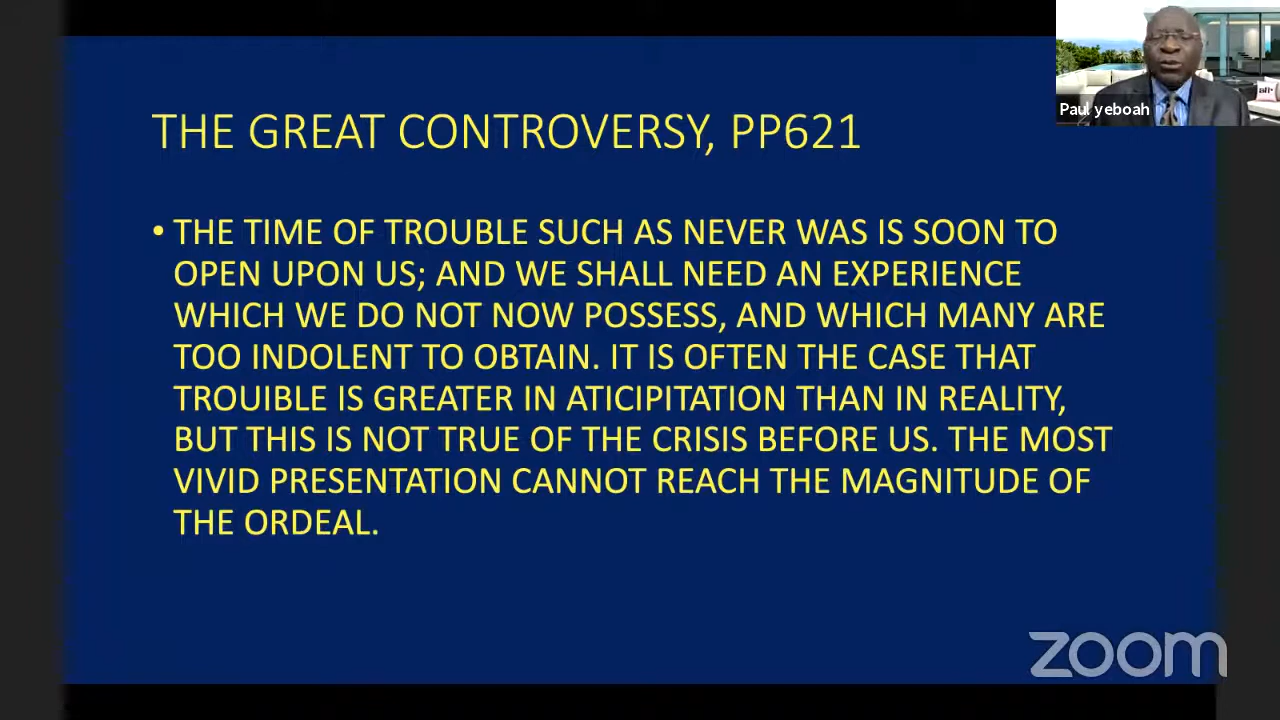 THE GREAT CONTROVERSY, PP621
• THE TIME OF TROUBLE SUCH AS NEVER WAS IS SOON TO
OPEN UPON US; AND WE SHALL NEED AN EXPERIENCE
WHICH WE DO NOT NOW POSSESS, AND WHICH MANY ARE
TOO INDOLENT TO OBTAIN. IT IS OFTEN THE CASE THAT
TROUIBLE IS GREATER IN ATICIPITATION THAN IN REALITY,
BUT THIS IS NOT TRUE OF THE CRISIS BEFORE US. THE MOST
VIVID PRESENTATION CANNOT REACH THE MAGNITUDE OF
THE ORDEAL.
Paul yeboah
zoom